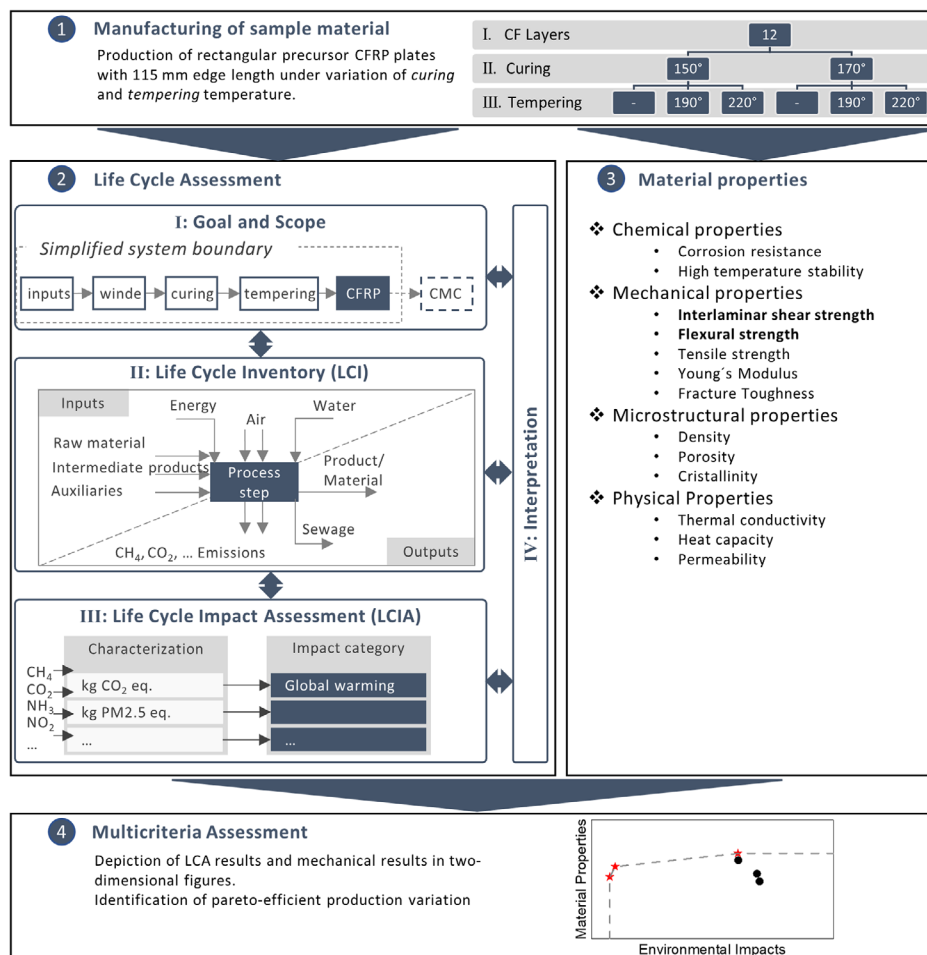 1 Manufacturing of sample material
Production of rectangular precursor CFRP plates
with 115 mm edge length under variation of curing
and tempering temperature.
I. CF Layers 12
II. Curing 150° 170°
III. Tempering - 190° 220° - 190° 220°
2 Life Cycle Assessment
I: Goal and Scope
Simplified system boundary
inputs winde curing tempering CFRP CMC
II: Life Cycle Inventory (LCI)
Inputs
Energy
Air
Water
Raw material
Intermediate products
Auxiliaries
Process
step
Product/
Material
Sewage
CH₄, CO₂, ... Emissions
Outputs
III: Life Cycle Impact Assessment (LCIA)
Characterization
Impact category
CH₄
CO₂
NH₃
NO₂
...
kg CO₂ eq.
Global warming
kg PM2.5 eq.
...
...
IV: Interpretation
3 Material properties
❖ Chemical properties
• Corrosion resistance
• High temperature stability
❖ Mechanical properties
• Interlaminar shear strength
• Flexural strength
• Tensile strength
• Young´s Modulus
• Fracture Toughness
❖ Microstructural properties
• Density
• Porosity
• Cristallinity
❖ Physical Properties
• Thermal conductivity
• Heat capacity
• Permeability
4 Multicriteria Assessment
Depiction of LCA results and mechanical results in two-
dimensional figures.
Identification of pareto-efficient production variation
Material Properties
Environmental Impacts